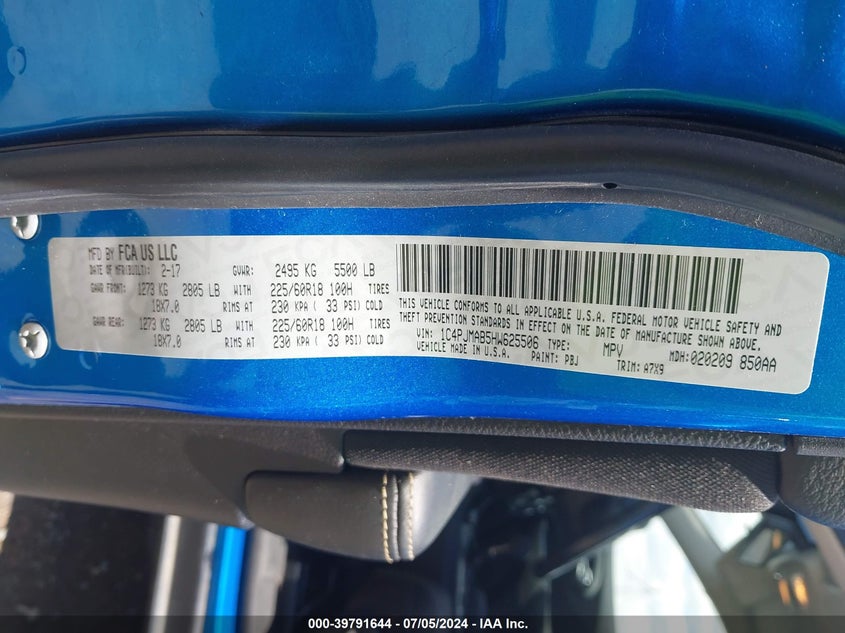 MFD BY FCA US LLC
DATE OF MFR(BUILT): 2-17 GVWR: 2495 KG 5500 LB
GAWR FRONT: 1273 KG 2805 LB WITH 225/60R18 100H TIRES
18X7.0 RIMS AT 230 KPA ( 33 PSI) COLD
GAWR REAR: 1273 KG 2805 LB WITH 225/60R18 100H TIRES
18X7.0 RIMS AT 230 KPA ( 33 PSI) COLD
THIS VEHICLE CONFORMS TO ALL APPLICABLE U.S.A. FEDERAL MOTOR VEHICLE SAFETY AND
THEFT PREVENTION STANDARDS IN EFFECT ON THE DATE OF MANUFACTURE SHOWN ABOVE.
VIN: 1C4PJMAB5HW625506 TYPE: MPV MDH: 020209 850AA
VEHICLE MADE IN U.S.A. PAINT: PBJ TRIM: A7X9
000-39791644 / 07/05/2024 - IAA Inc.